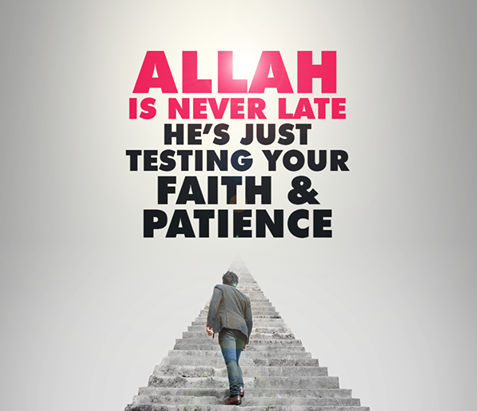 ALLAH
IS NEVER LATE
HE'S JUST
TESTING YOUR
FAITH &
PATIENCE